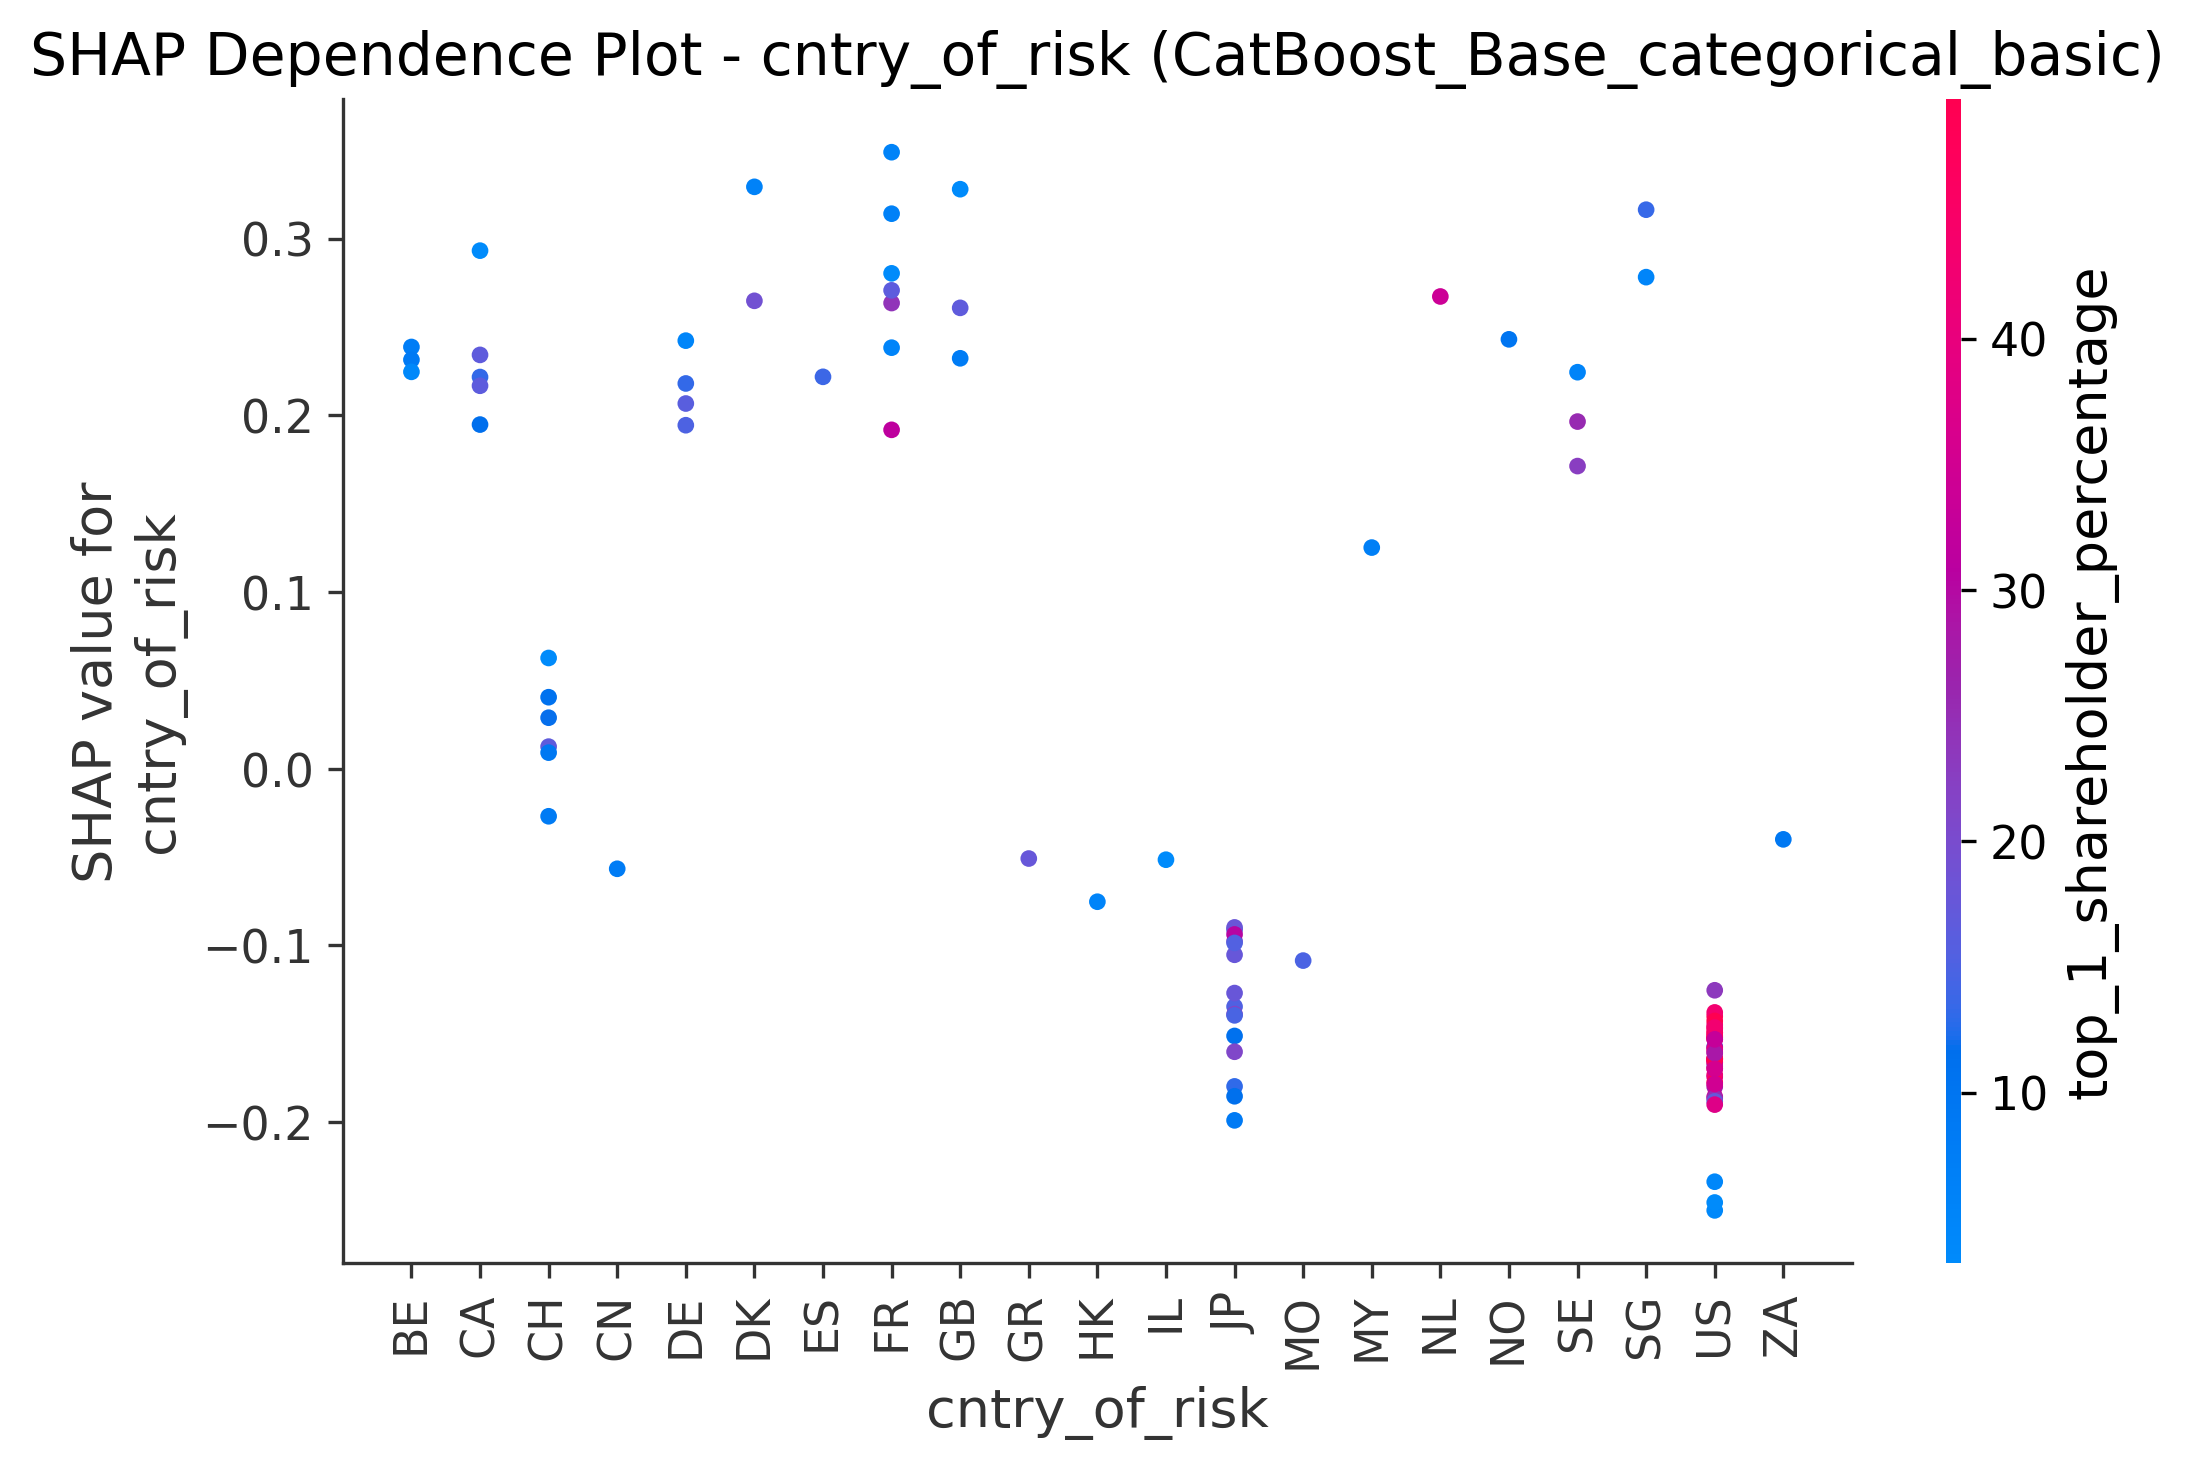 SHAP Dependence Plot - cntry_of_risk (CatBoost_Base_categorical_basic)
SHAP value for
cntry_of_risk
0.3
0.2
0.1
0.0
−0.1
−0.2
BE
CA
CH
CN
DE
DK
ES
FR
GB
GR
HK
IL
JP
MO
MY
NL
NO
SE
SG
US
ZA
cntry_of_risk
40
30
20
10
top_1_shareholder_percentage